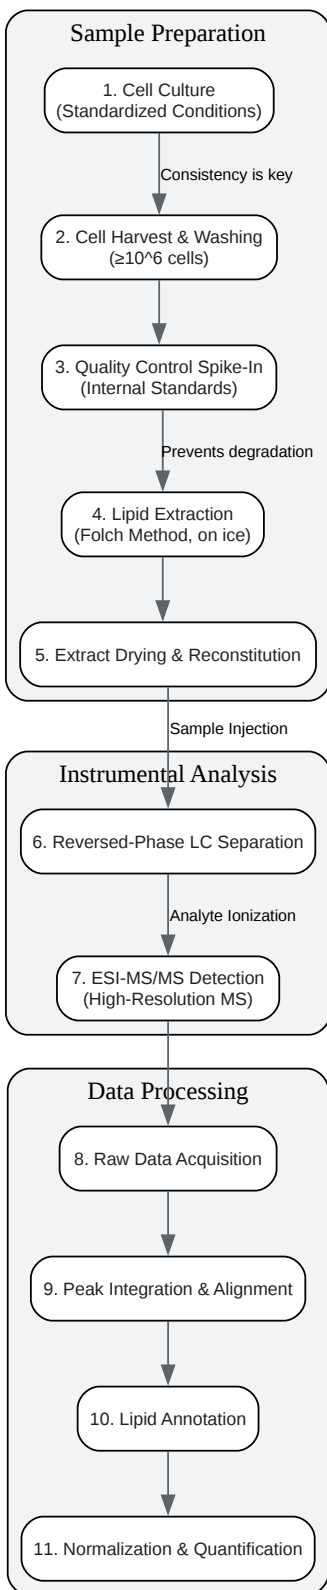 Sample Preparation
1. Cell Culture
(Standardized Conditions)
Consistency is key
2. Cell Harvest & Washing
(≥10^6 cells)
3. Quality Control Spike-In
(Internal Standards)
Prevents degradation
4. Lipid Extraction
(Folch Method, on ice)
5. Extract Drying & Reconstitution
Sample Injection
Instrumental Analysis
6. Reversed-Phase LC Separation
Analyte Ionization
7. ESI-MS/MS Detection
(High-Resolution MS)
Data Processing
8. Raw Data Acquisition
9. Peak Integration & Alignment
10. Lipid Annotation
11. Normalization & Quantification